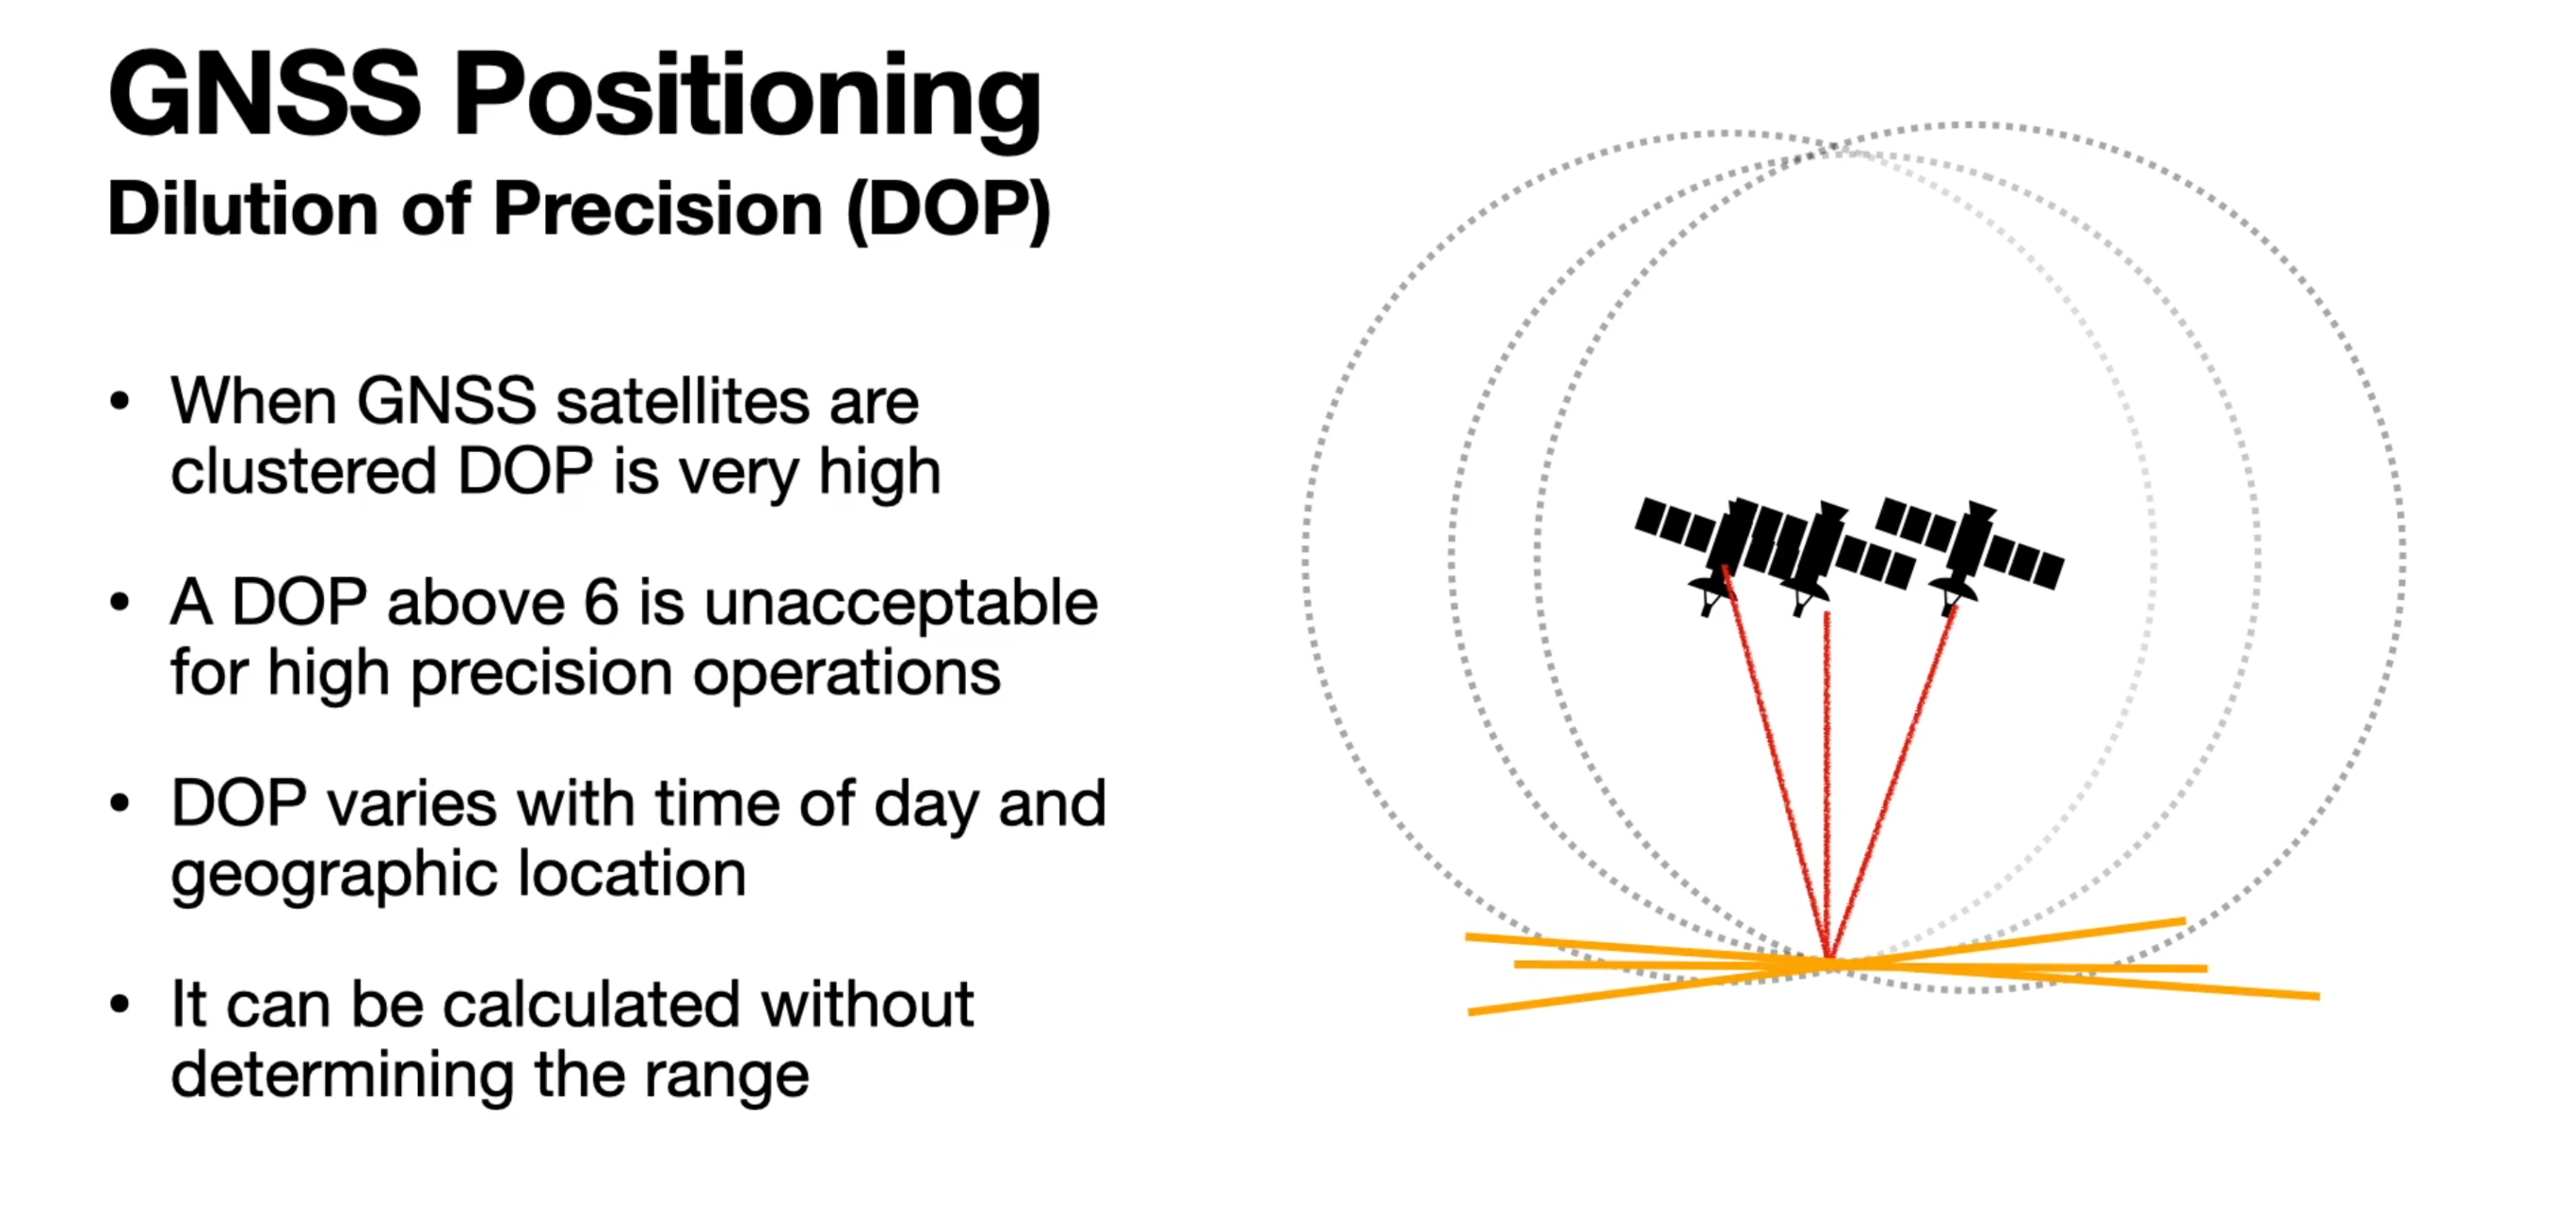 GNSS Positioning
Dilution of Precision (DOP)
• When GNSS satellites are
clustered DOP is very high
• A DOP above 6 is unacceptable
for high precision operations
• DOP varies with time of day and
geographic location
• It can be calculated without
determining the range